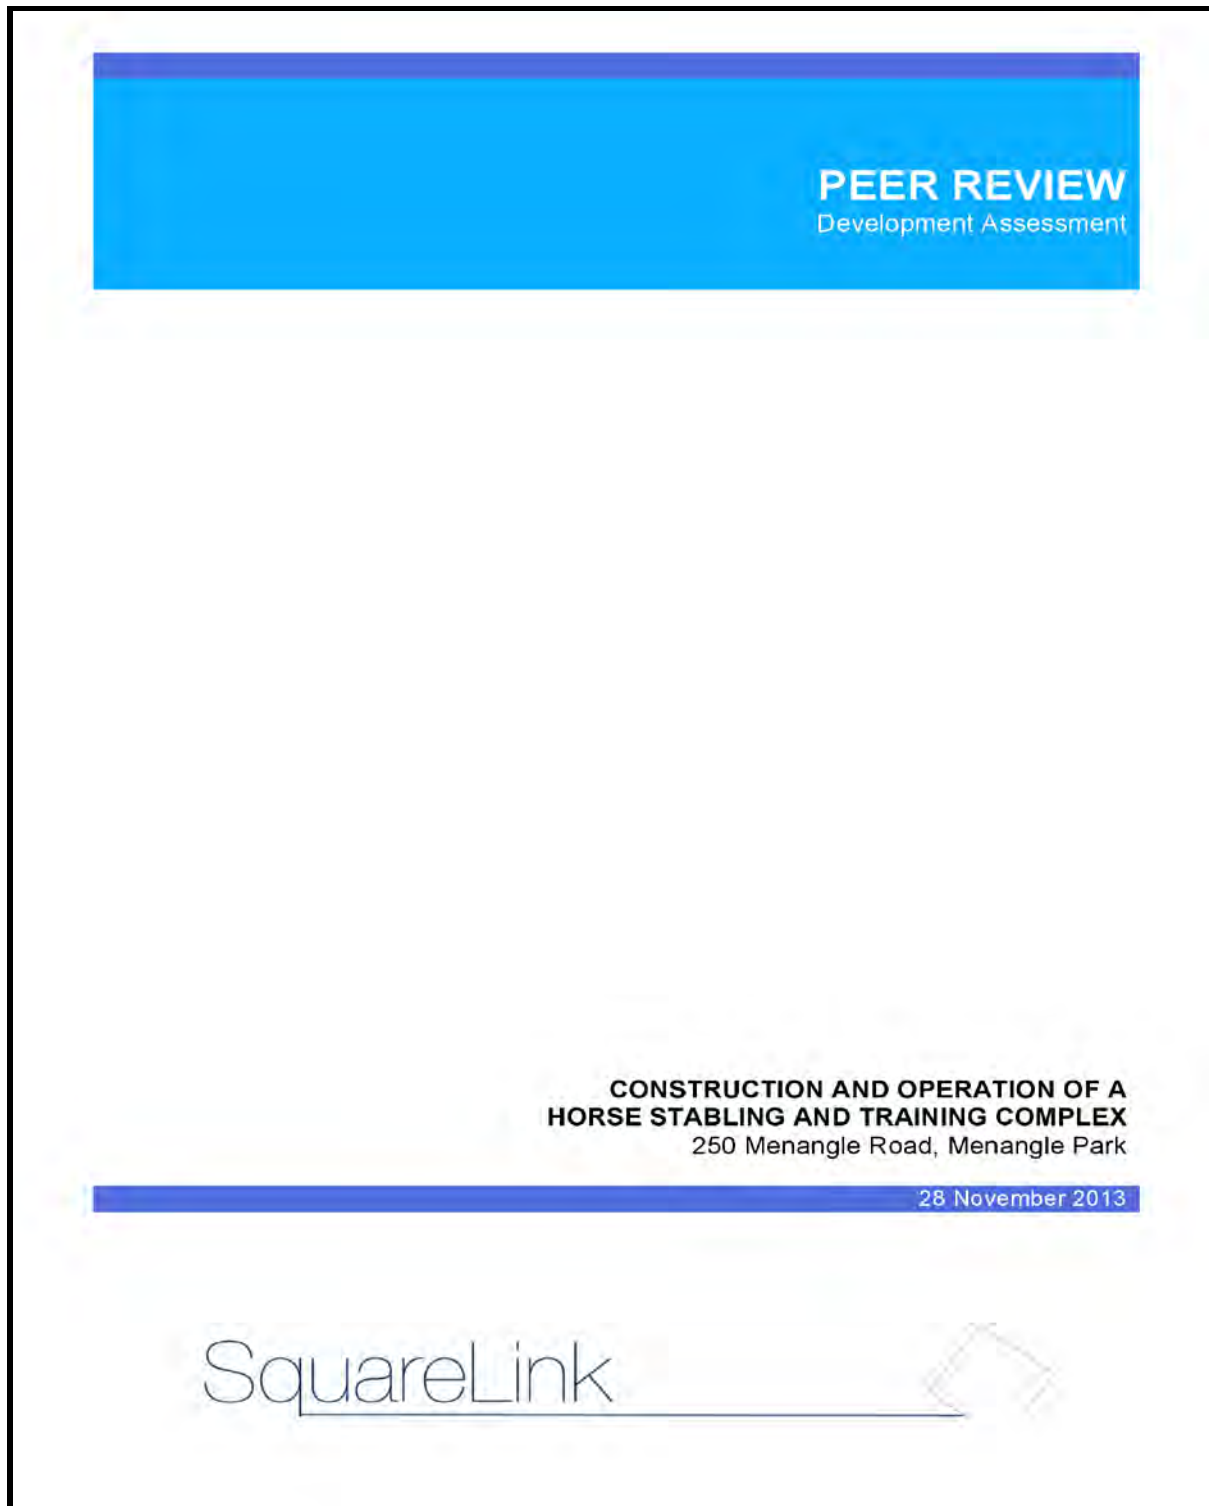 PEER REVIEW
Development Assessment
CONSTRUCTION AND OPERATION OF A
HORSE STABLING AND TRAINING COMPLEX
250 Menangle Road, Menangle Park
28 November 2013
SquareLink